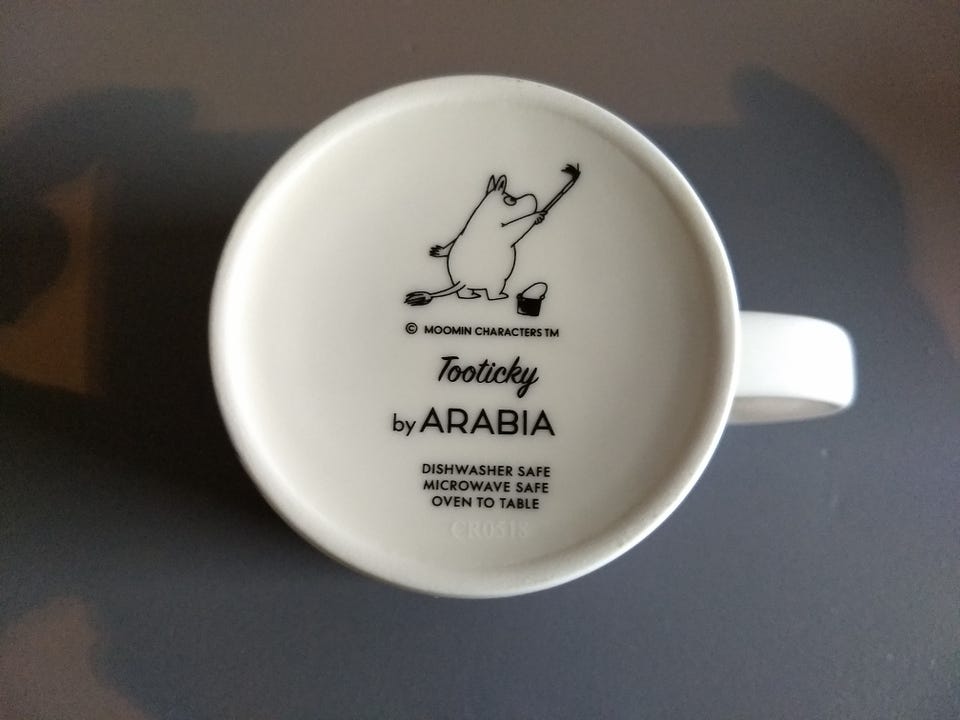 © MOOMIN CHARACTERS TM
Tooticky
by ARABIA
DISHWASHER SAFE
MICROWAVE SAFE
OVEN TO TABLE
CR0518